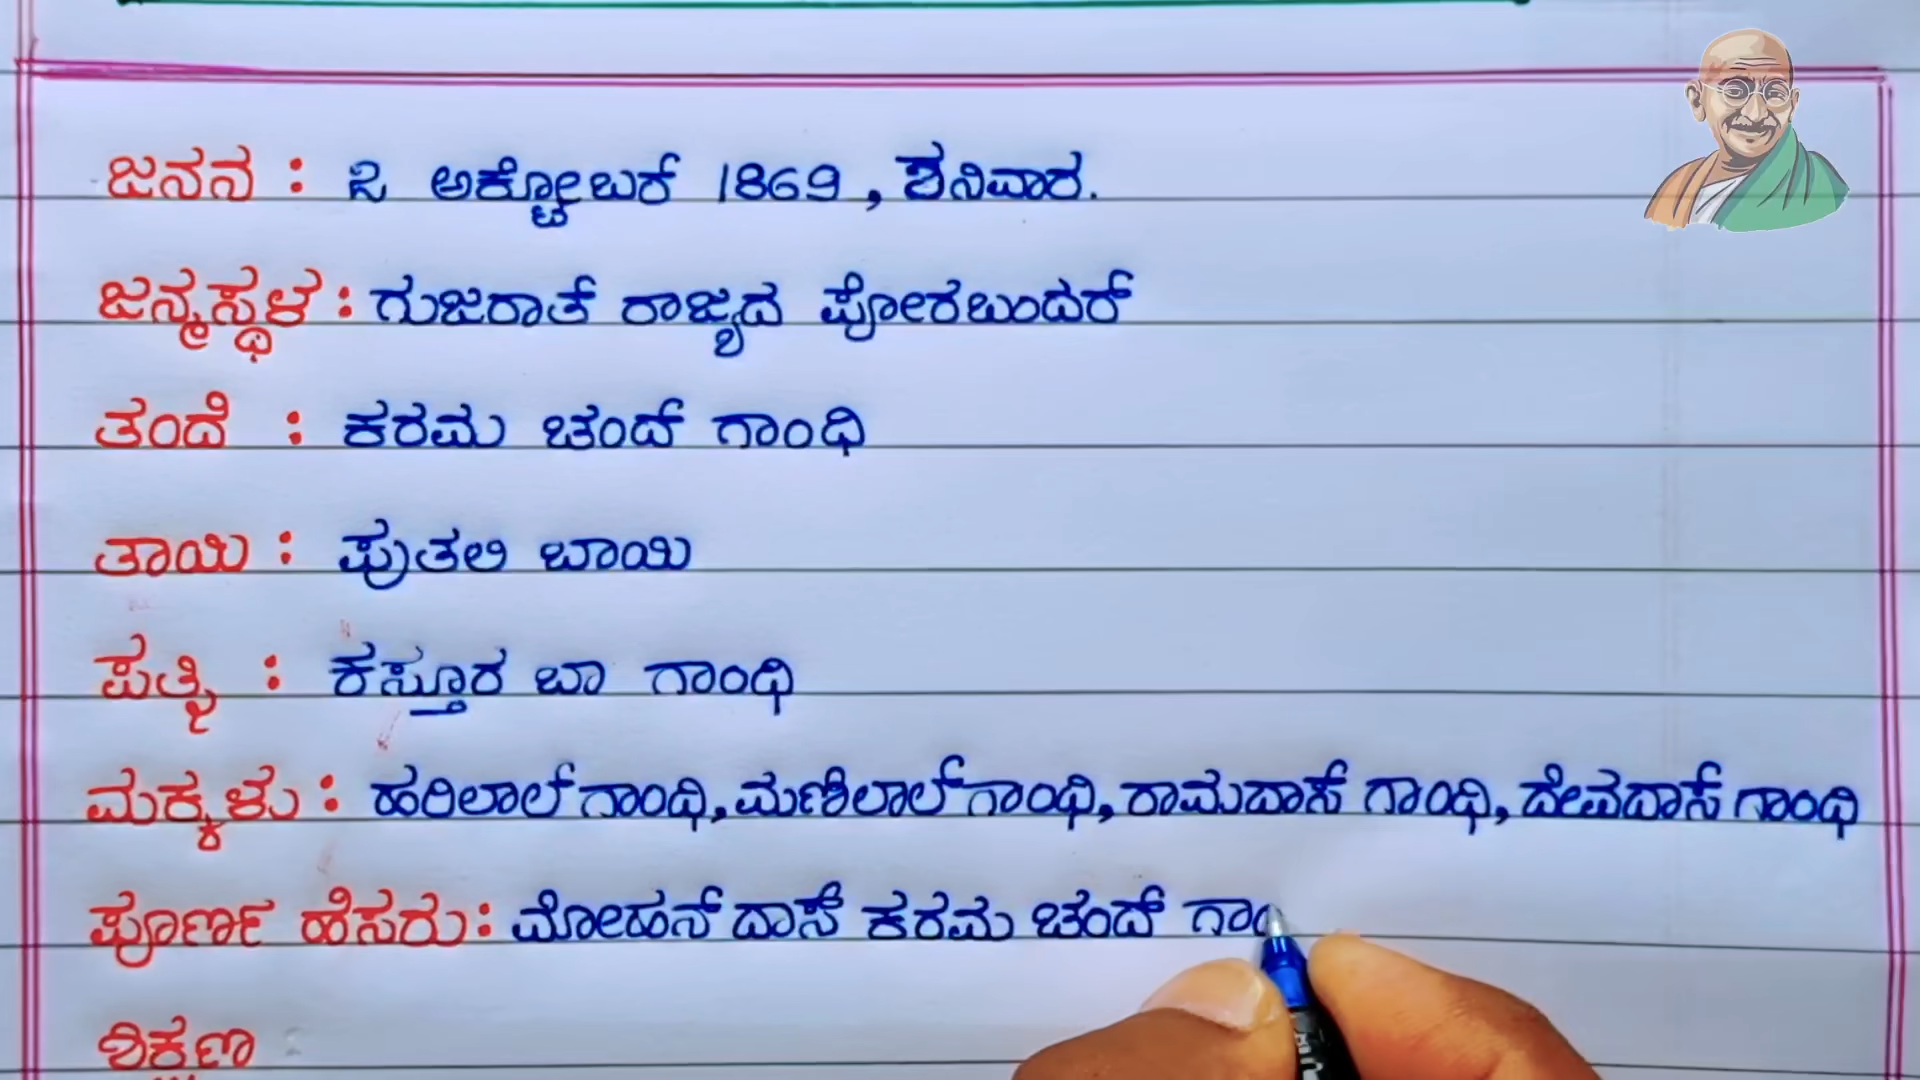 ಜನನ : ೨ ಅಕ್ಟೋಬರ್ 1869, ಶನಿವಾರ.
ಜನ್ಮಸ್ಥಳ : ಗುಜರಾತ್ ರಾಜ್ಯದ ಪೋರಬಂದರ್
ತಂದೆ : ಕರಮ ಚಂದ್ ಗಾಂಧಿ
ತಾಯಿ : ಪುತಲಿ ಬಾಯಿ
ಪತ್ನಿ : ಕಸ್ತೂರ ಬಾ ಗಾಂಧಿ
ಮಕ್ಕಳು : ಹರಿಲಾಲ್ ಗಾಂಧಿ, ಮಣಿಲಾಲ್ ಗಾಂಧಿ, ರಾಮದಾಸ್ ಗಾಂಧಿ, ದೇವದಾಸ್ ಗಾಂಧಿ
ಪೂರ್ಣ ಹೆಸರು : ಮೋಹನ್ ದಾಸ್ ಕರಮ ಚಂದ್ ಗಾಂ
ಶಿಕ್ಷಣ :